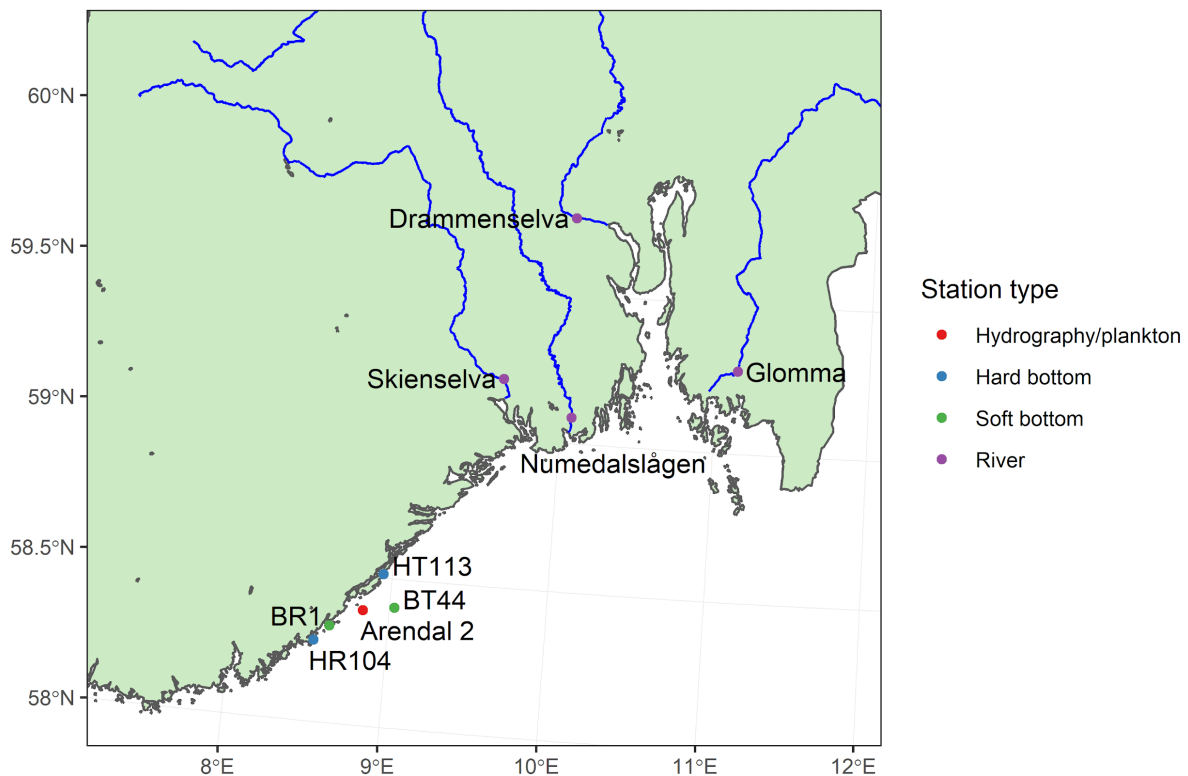 60°N
59.5°N
59°N
58.5°N
58°N
8°E
9°E
10°E
11°E
12°E
Drammenselva
Skienselva
Glomma
Numedalslågen
HT113
BT44
BR1
Arendal 2
HR104
Station type
Hydrography/plankton
Hard bottom
Soft bottom
River